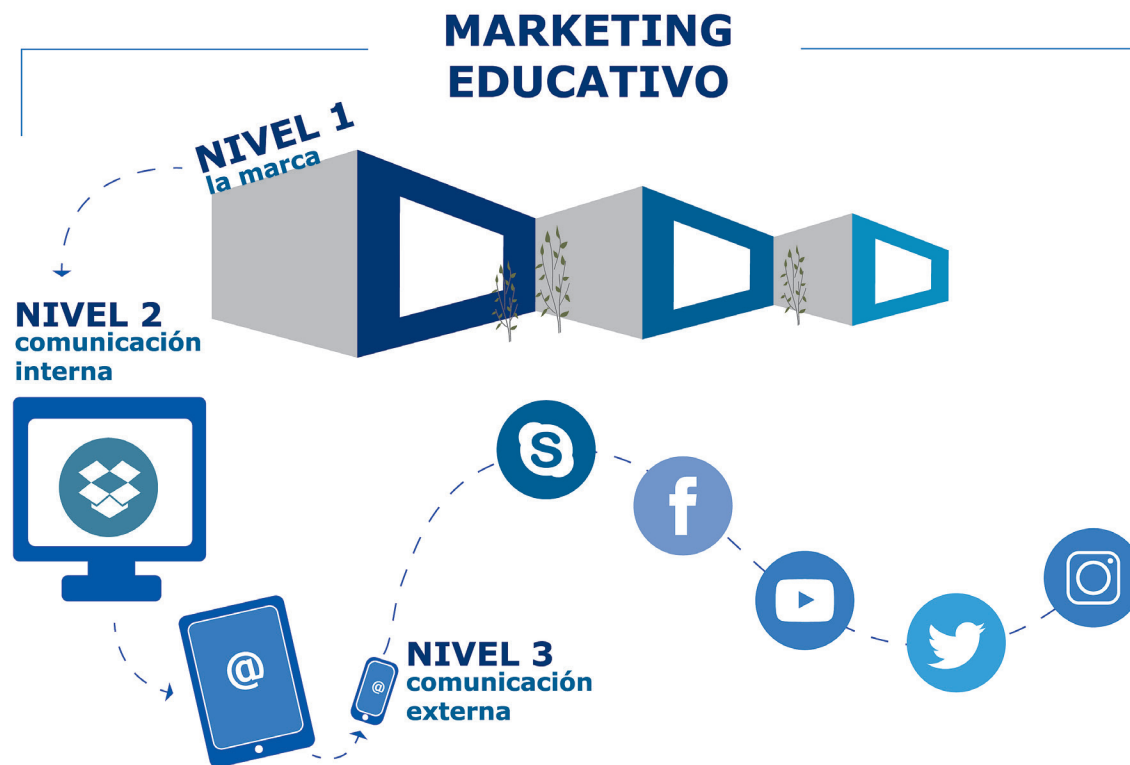 MARKETING
EDUCATIVO
NIVEL 1
la marca
NIVEL 2
comunicación
interna
@
@
NIVEL 3
comunicación
externa
S
f